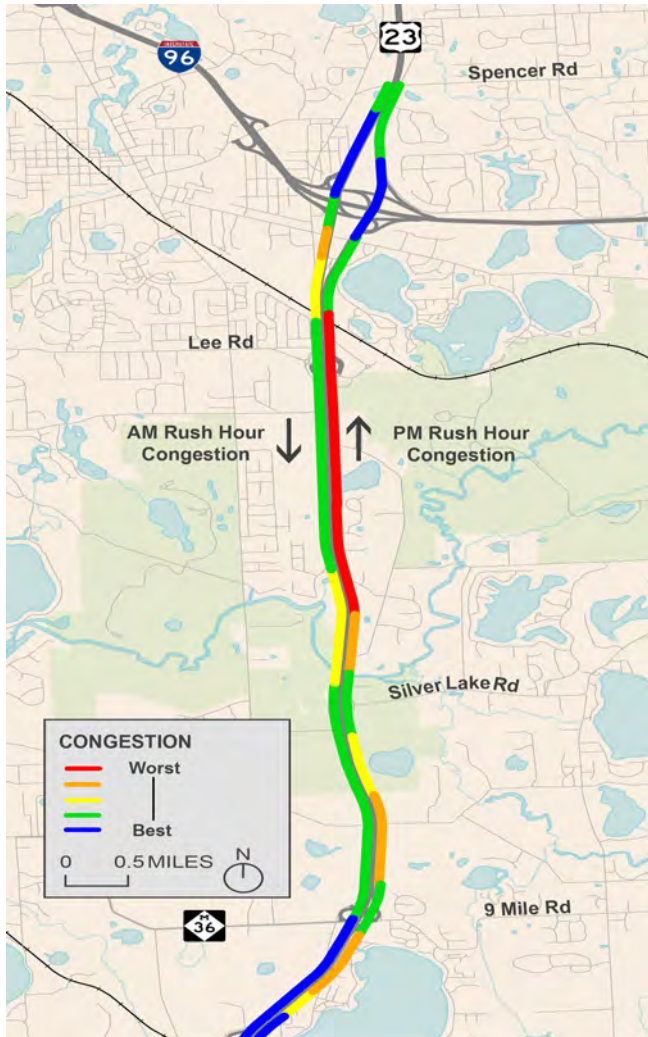 INTERSTATE
96
23
Spencer Rd
Lee Rd
AM Rush Hour
Congestion
PM Rush Hour
Congestion
Silver Lake Rd
CONGESTION
Worst
Best
0 0.5 MILES
N
M
36
9 Mile Rd